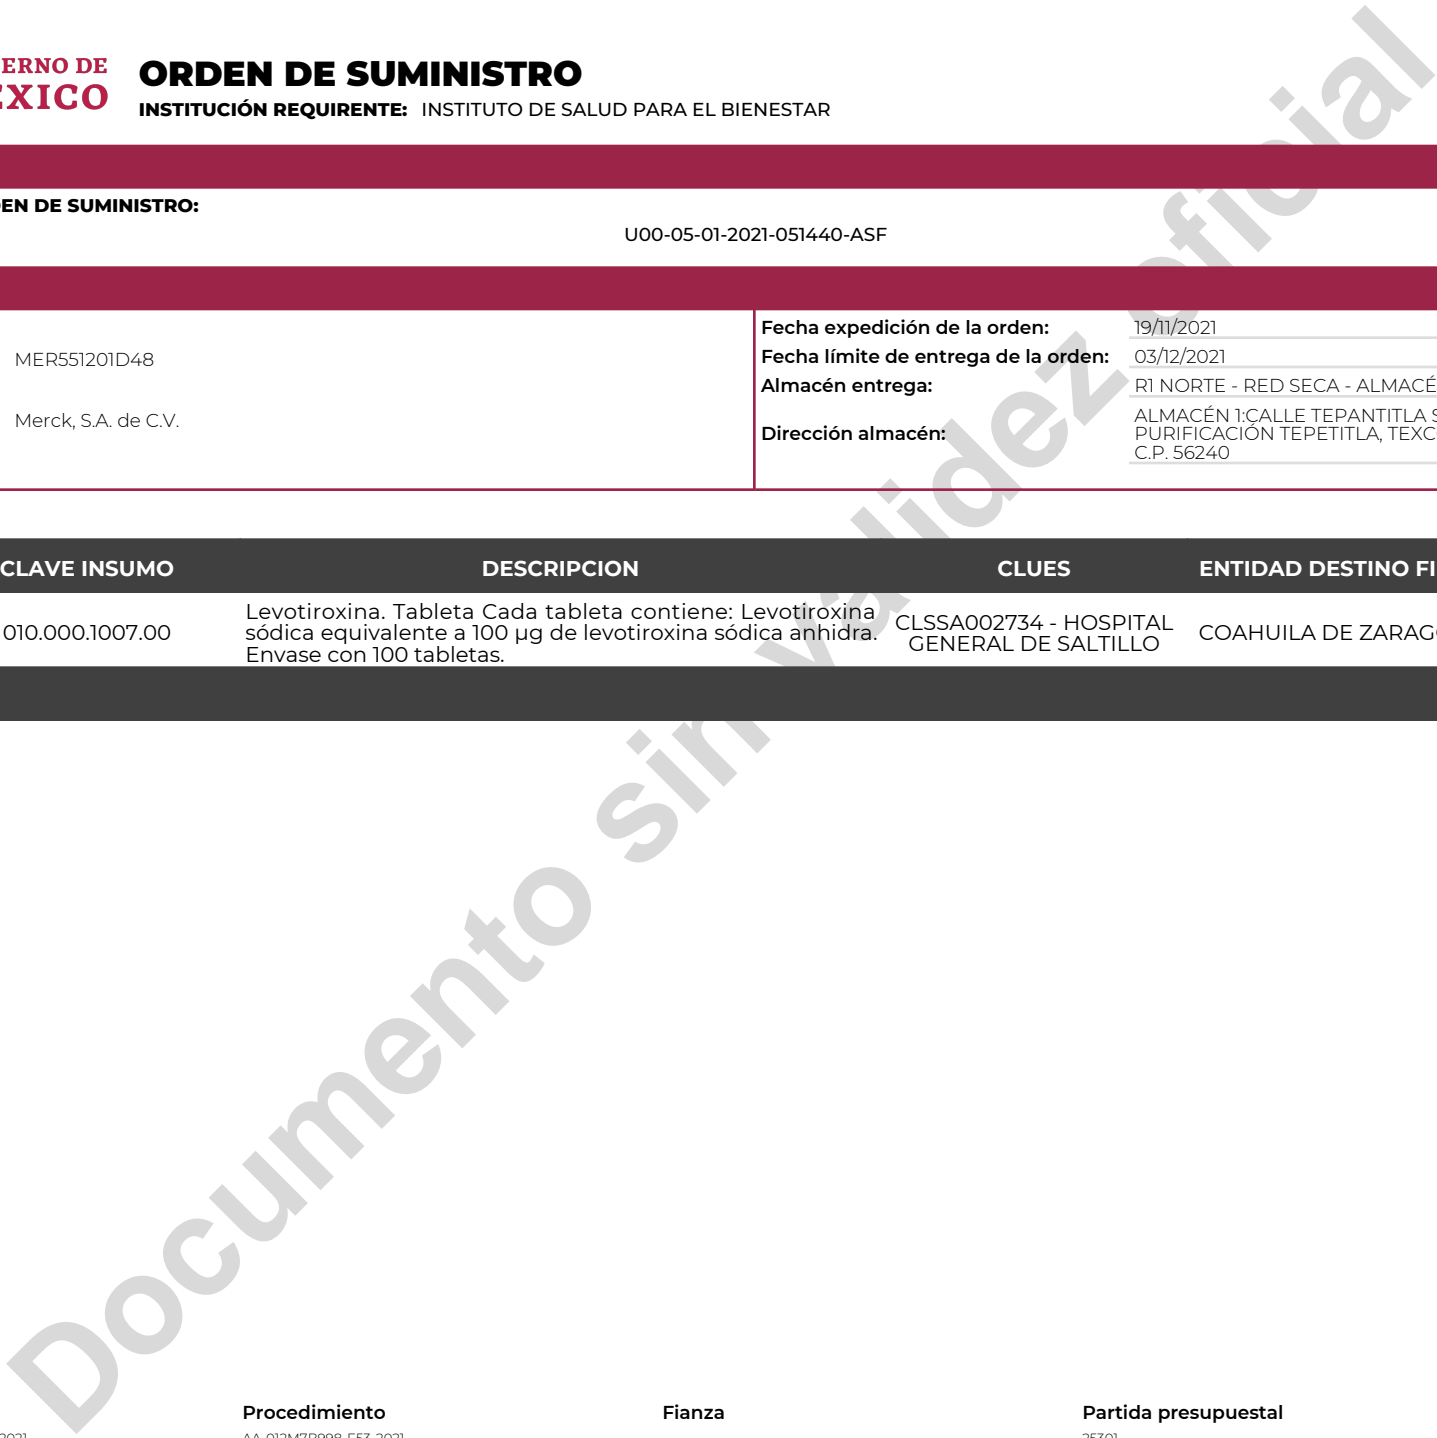 ERNO DE
EXICO
ORDEN DE SUMINISTRO
INSTITUCIÓN REQUIRENTE: INSTITUTO DE SALUD PARA EL BIENESTAR
EN DE SUMINISTRO:
U00-05-01-2021-051440-ASF
MER551201D48
Merck, S.A. de C.V.
Fecha expedición de la orden: 19/11/2021
Fecha límite de entrega de la orden: 03/12/2021
Almacén entrega: R1 NORTE - RED SECA - ALMACÉ
Dirección almacén:
ALMACÉN 1:CALLE TEPANTITLA S
PURIFICACIÓN TEPETITLA, TEXC
C.P. 56240
CLAVE INSUMO DESCRIPCION CLUES ENTIDAD DESTINO FI
010.000.1007.00
Levotiroxina. Tableta Cada tableta contiene: Levotiroxina
sódica equivalente a 100 µg de levotiroxina sódica anhidra.
Envase con 100 tabletas.
CLSSA002734 - HOSPITAL
GENERAL DE SALTILLO
COAHUILA DE ZARAG
Documento sin validez oficial
Procedimiento Fianza Partida presupuestal